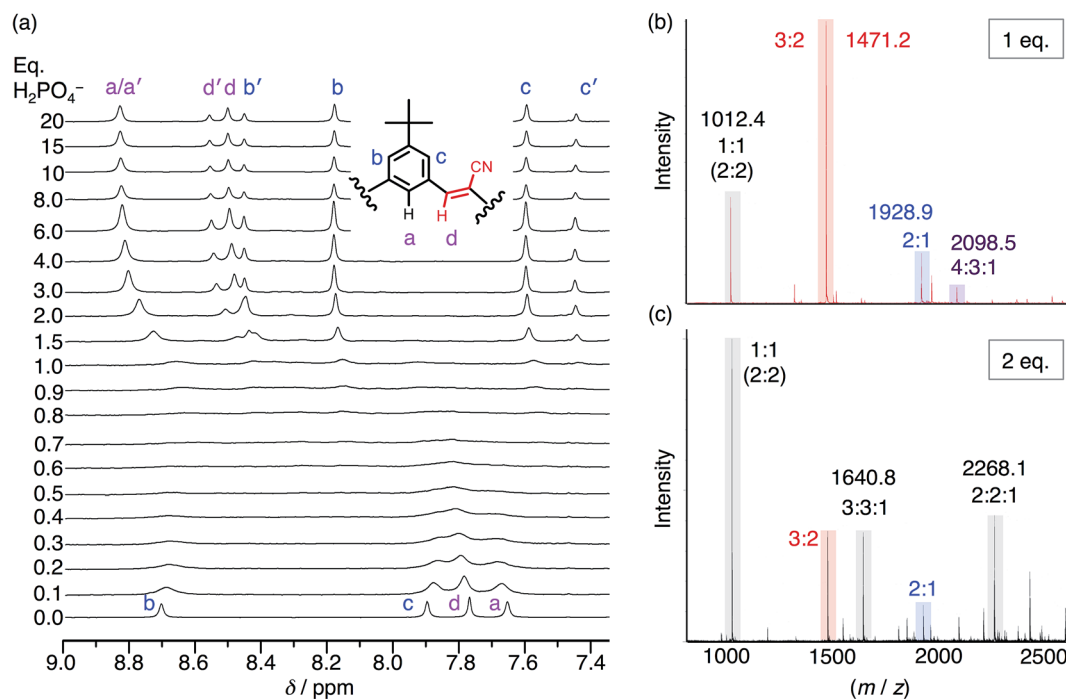 (a)
Eq.
H₂PO₄⁻
a/a′ d′ d b′ b c c′
20
15
10
8.0
6.0
4.0
3.0
2.0
1.5
1.0
0.9
0.8
0.7
0.6
0.5
0.4
0.3
0.2
0.1
0.0
b c CN
H H
a d
b c d a
9.0 8.8 8.6 8.4 8.2 8.0 7.8 7.6 7.4
δ / ppm
(b)
1 eq.
3:2 1471.2
1012.4
1:1
(2:2)
1928.9
2:1
2098.5
4:3:1
Intensity
(c)
2 eq.
1:1
(2:2)
1640.8
3:3:1
2268.1
2:2:1
3:2
2:1
Intensity
1000 1500 2000 2500
(m / z)